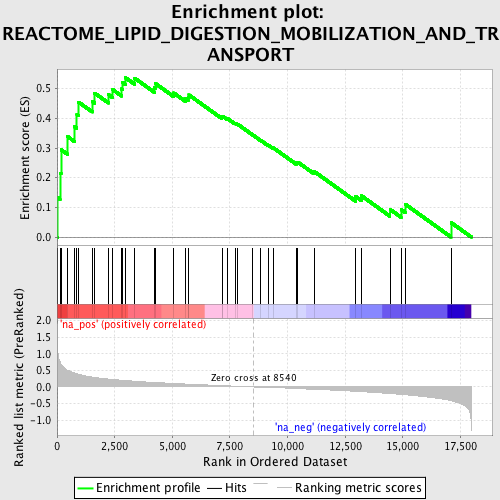 Enrichment plot:
REACTOME_LIPID_DIGESTION_MOBILIZATION_AND_TR
ANSPORT
Enrichment score (ES)
0.5
0.4
0.3
0.2
0.1
0.0
'na_pos' (positively correlated)
Ranked list metric (PreRanked)
2.0
1.5
1.0
0.5
0.0
-0.5
-1.0
Zero cross at 8540
'na_neg' (negatively correlated)
0 2,500 5,000 7,500 10,000 12,500 15,000 17,500
Rank in Ordered Dataset
Enrichment profile Hits Ranking metric scores